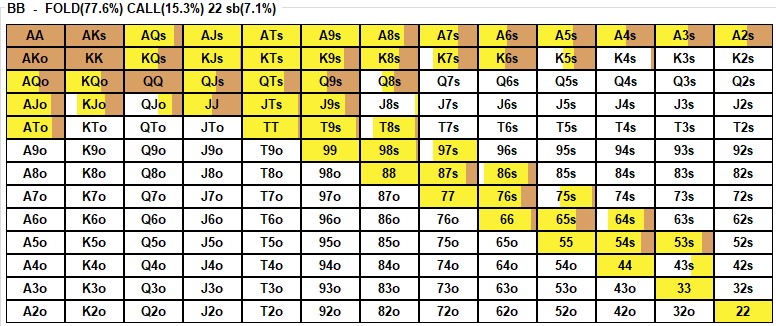 BB - FOLD(77.6%) CALL(15.3%) 22 sb(7.1%)
AA AKs AQs AJs ATs A9s A8s A7s A6s A5s A4s A3s A2s
AKo KK KQs KJs KTs K9s K8s K7s K6s K5s K4s K3s K2s
AQo KQo QQ QJs QTs Q9s Q8s Q7s Q6s Q5s Q4s Q3s Q2s
AJo KJo QJo JJ JTs J9s J8s J7s J6s J5s J4s J3s J2s
ATo KTo QTo JTo TT T9s T8s T7s T6s T5s T4s T3s T2s
A9o K9o Q9o J9o T9o 99 98s 97s 96s 95s 94s 93s 92s
A8o K8o Q8o J8o T8o 98o 88 87s 86s 85s 84s 83s 82s
A7o K7o Q7o J7o T7o 97o 87o 77 76s 75s 74s 73s 72s
A6o K6o Q6o J6o T6o 96o 86o 76o 66 65s 64s 63s 62s
A5o K5o Q5o J5o T5o 95o 85o 75o 65o 55 54s 53s 52s
A4o K4o Q4o J4o T4o 94o 84o 74o 64o 54o 44 43s 42s
A3o K3o Q3o J3o T3o 93o 83o 73o 63o 53o 43o 33 32s
A2o K2o Q2o J2o T2o 92o 82o 72o 62o 52o 42o 32o 22